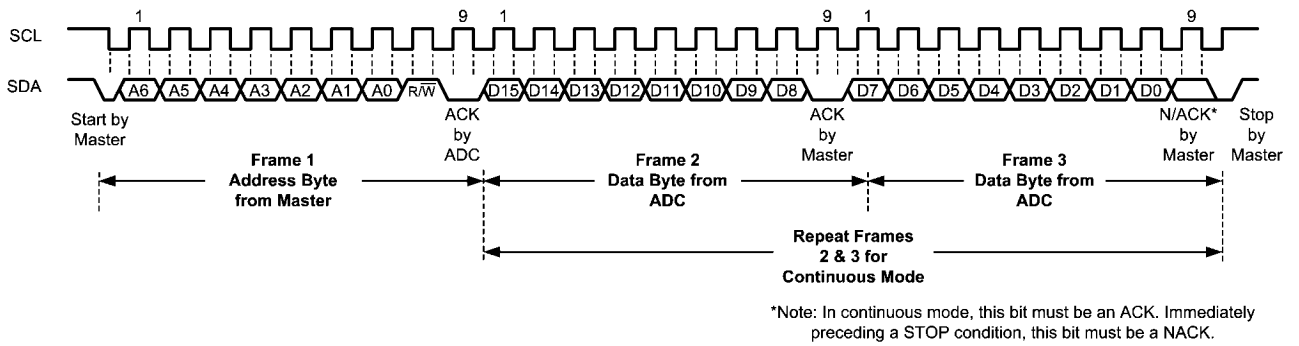 1 9 1 9 1 9
SCL
SDA A6 A5 A4 A3 A2 A1 A0 R/W D15 D14 D13 D12 D11 D10 D9 D8 D7 D6 D5 D4 D3 D2 D1 D0
Start by
Master
ACK
by
ADC
ACK
by
Master
N/ACK*
by
Master
Stop
by
Master
Frame 1
Address Byte
from Master
Frame 2
Data Byte from
ADC
Frame 3
Data Byte from
ADC
Repeat Frames
2 & 3 for
Continuous Mode
*Note: In continuous mode, this bit must be an ACK. Immediately
preceding a STOP condition, this bit must be a NACK.